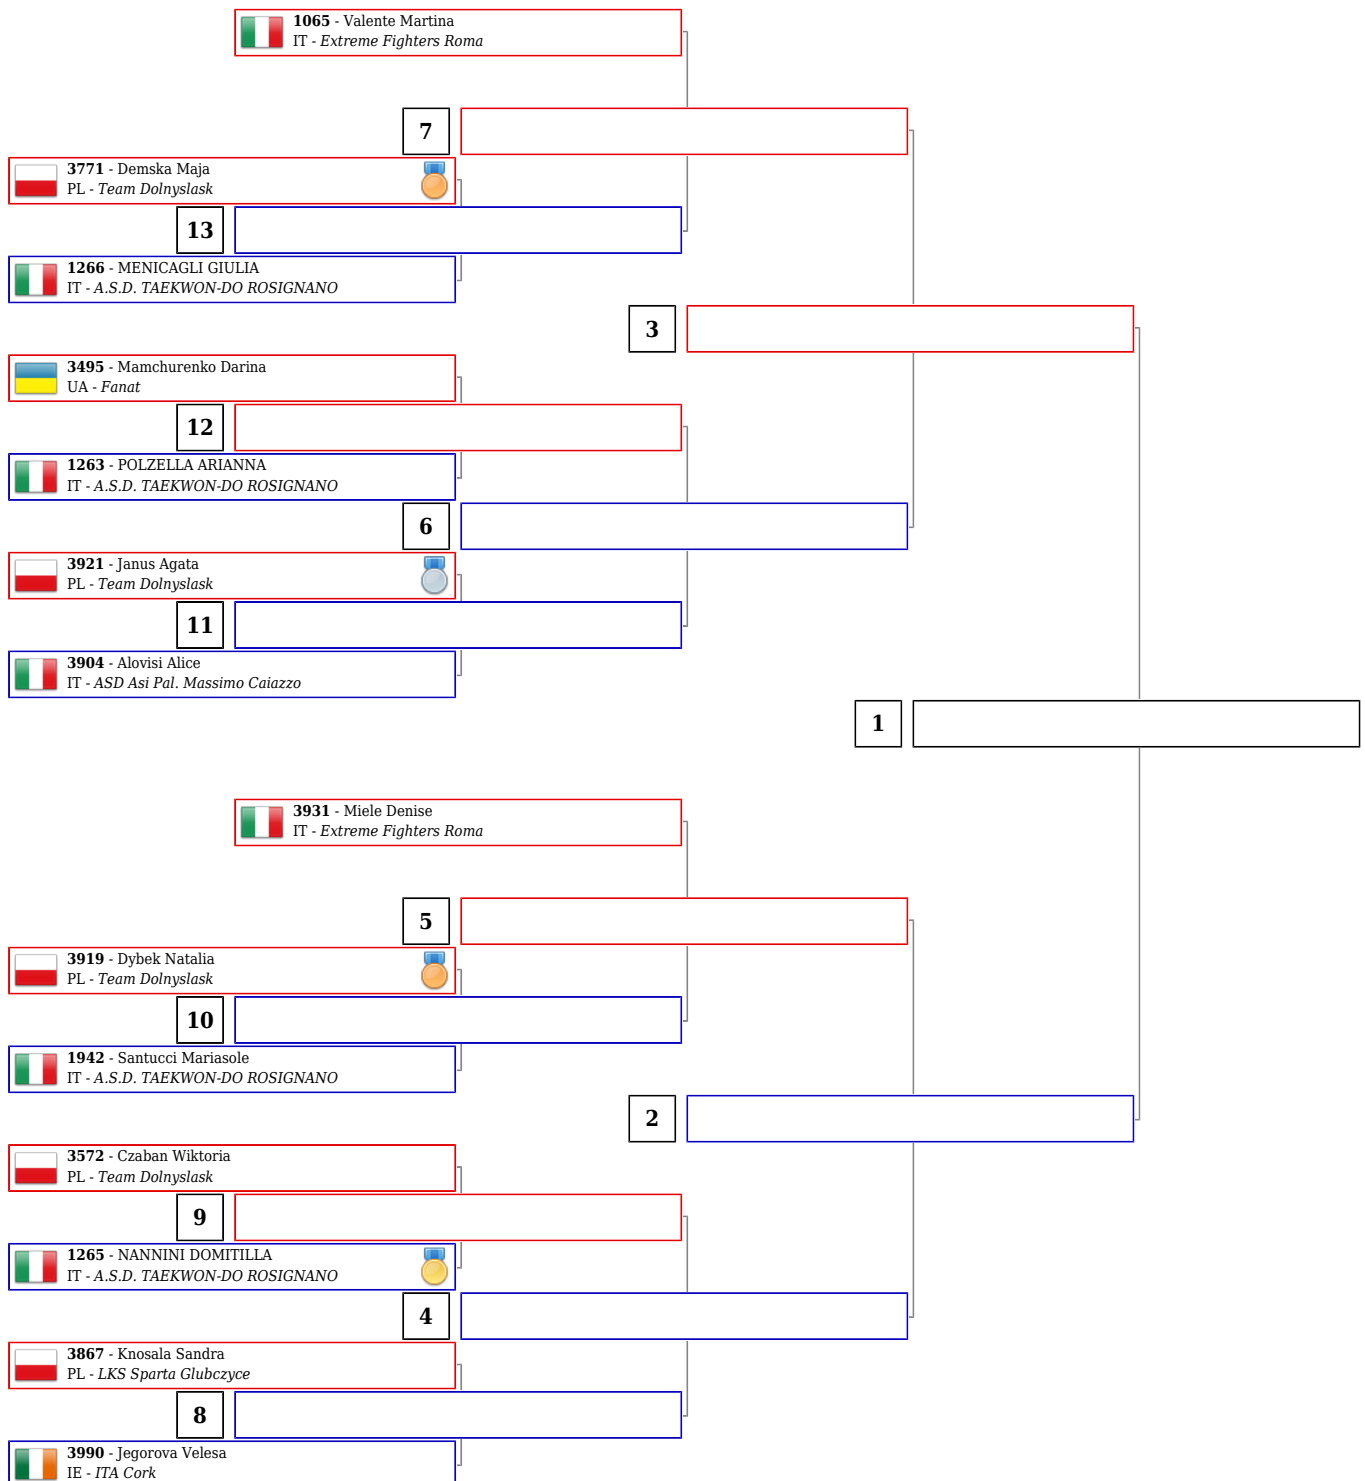 1065 - Valente Martina
IT - Extreme Fighters Roma
7
3771 - Demska Maja
PL - Team Dolnyslask
13
1266 - MENICAGLI GIULIA
IT - A.S.D. TAEKWON-DO ROSIGNANO
3
3495 - Mamchurenko Darina
UA - Fanat
12
1263 - POLZELLA ARIANNA
IT - A.S.D. TAEKWON-DO ROSIGNANO
6
3921 - Janus Agata
PL - Team Dolnyslask
11
3904 - Alovisi Alice
IT - ASD Asi Pal. Massimo Caiazzo
1
3931 - Miele Denise
IT - Extreme Fighters Roma
5
3919 - Dybek Natalia
PL - Team Dolnyslask
10
1942 - Santucci Mariasole
IT - A.S.D. TAEKWON-DO ROSIGNANO
2
3572 - Czaban Wiktoria
PL - Team Dolnyslask
9
1265 - NANNINI DOMITILLA
IT - A.S.D. TAEKWON-DO ROSIGNANO
4
3867 - Knosala Sandra
PL - LKS Sparta Glubczyce
8
3990 - Jegorova Velesa
IE - ITA Cork